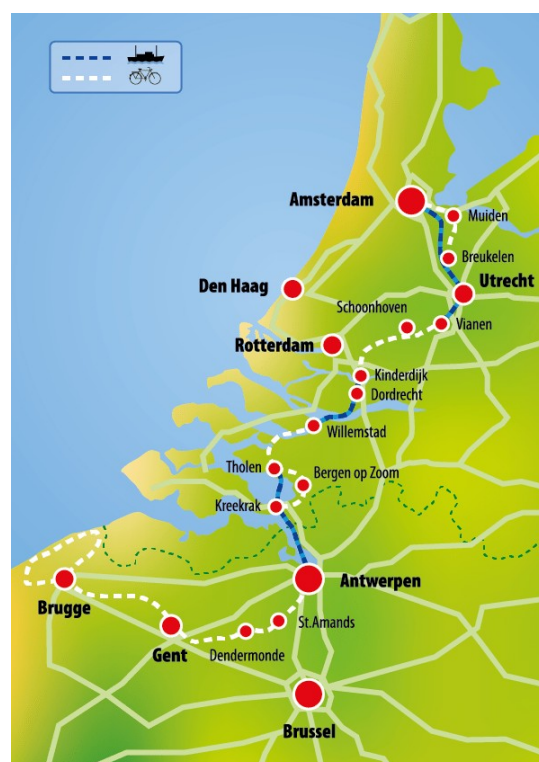 Amsterdam
Muiden
Breukelen
Den Haag
Utrecht
Schoonhoven
Vianen
Rotterdam
Kinderdijk
Dordrecht
Willemstad
Tholen
Bergen op Zoom
Kreekrak
Antwerpen
Brugge
St.Amands
Gent
Dendermonde
Brussel